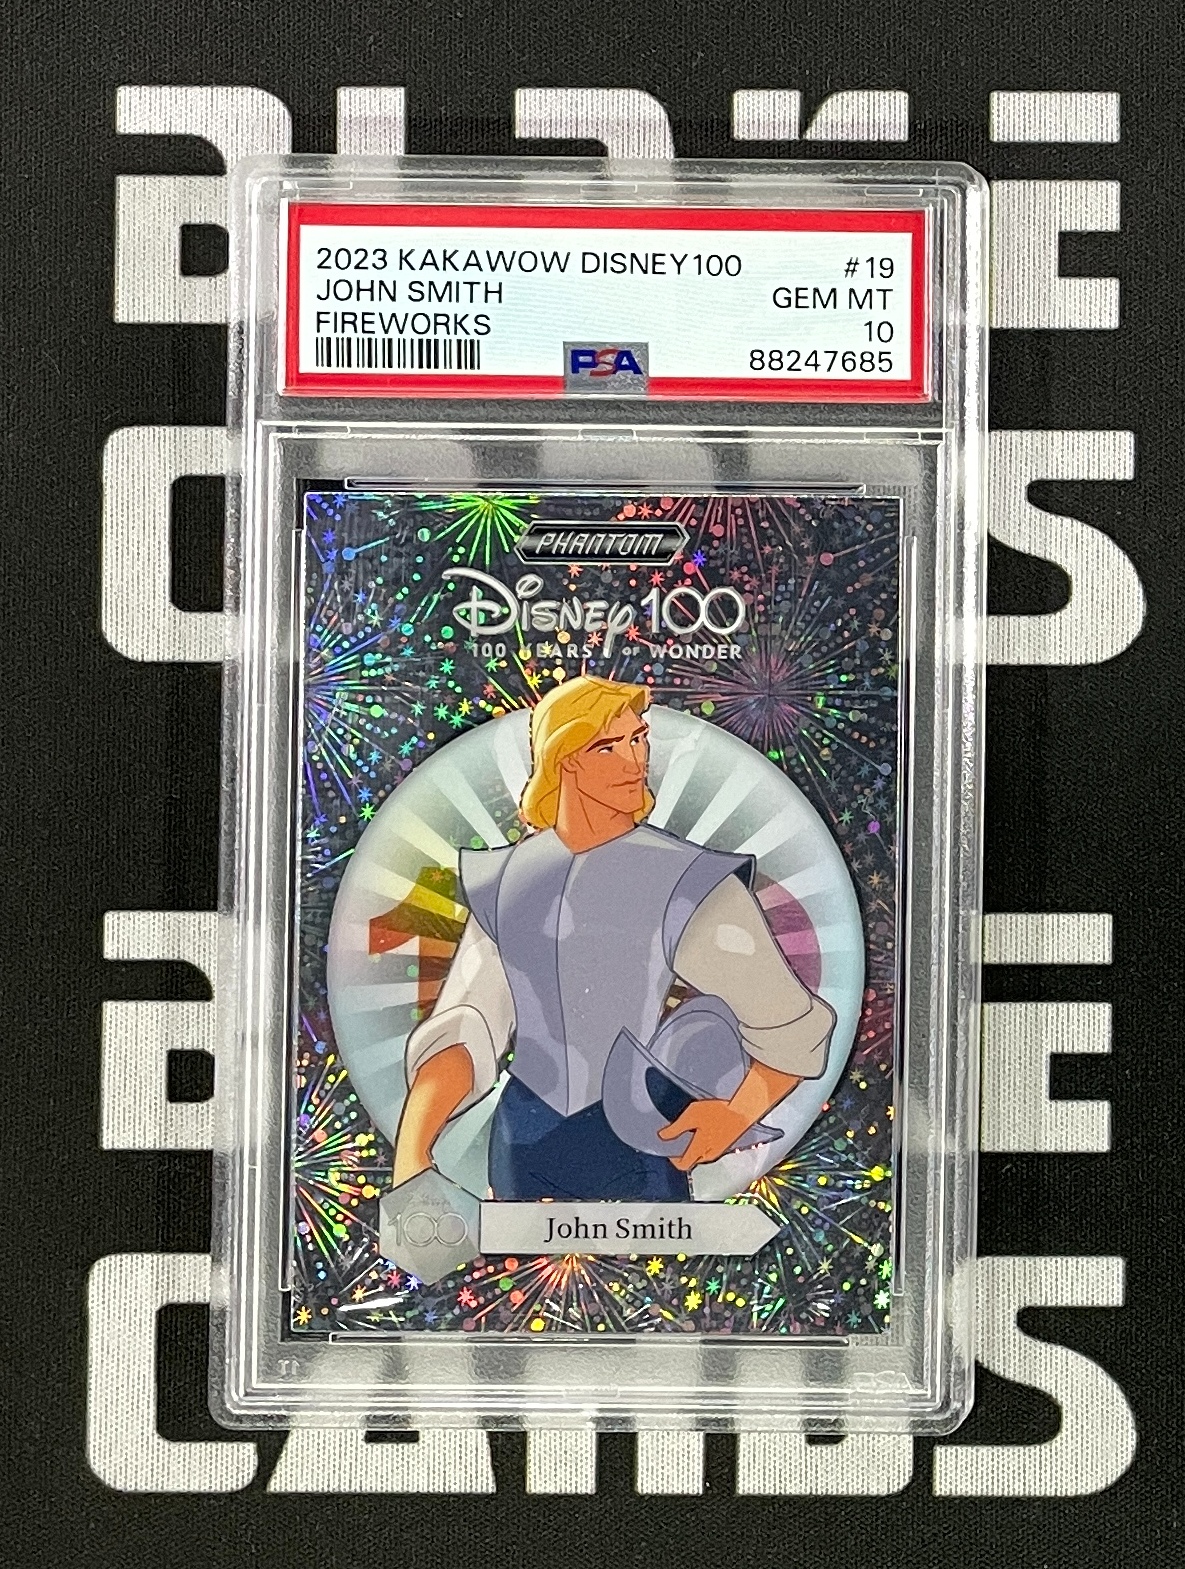 2023 KAKAWOW DISNEY100 #19
JOHN SMITH GEM MT
FIREWORKS 10
PSA 88247685
PHANTOM
Disney 100
100 YEARS OF WONDER
100
John Smith